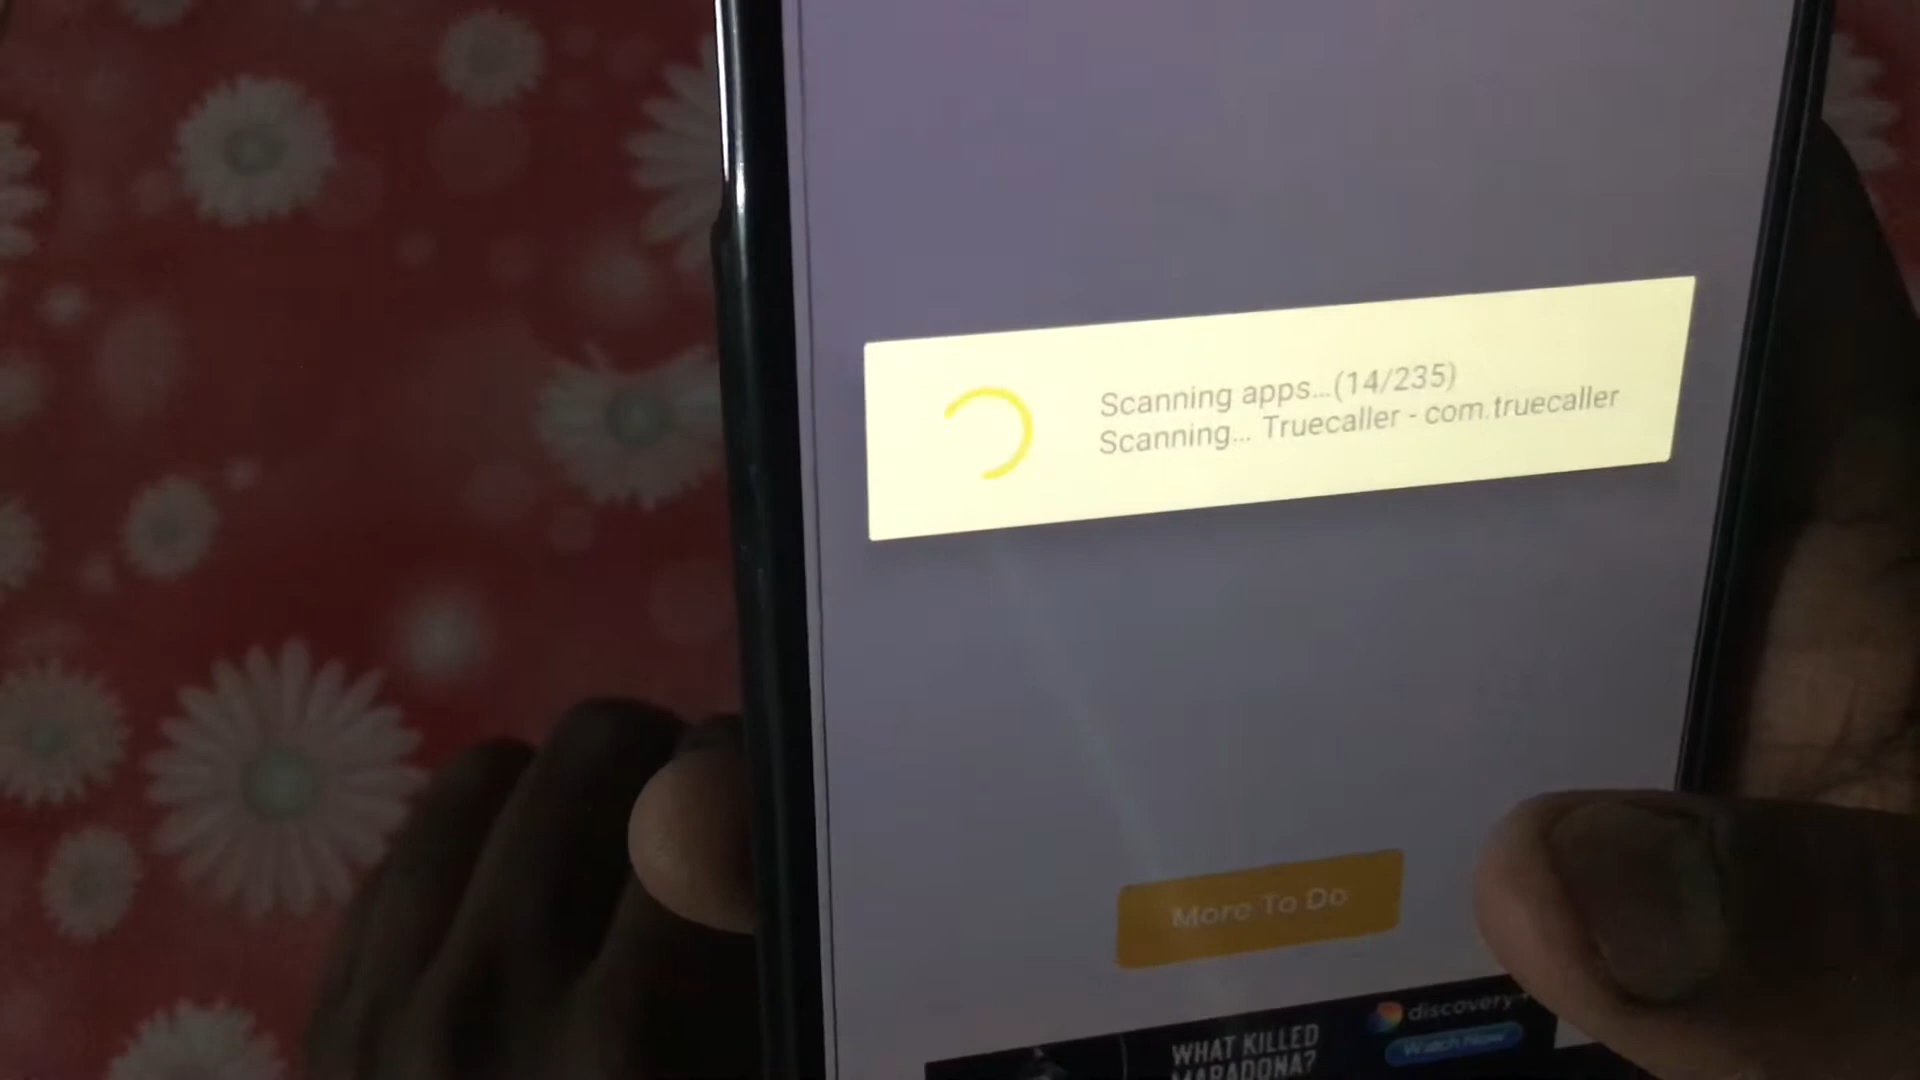 Scanning apps...(14/235)
Scanning... Truecaller - com.truecaller
More To Do
discovery+
Watch Now
WHAT KILLED
MARADONA?